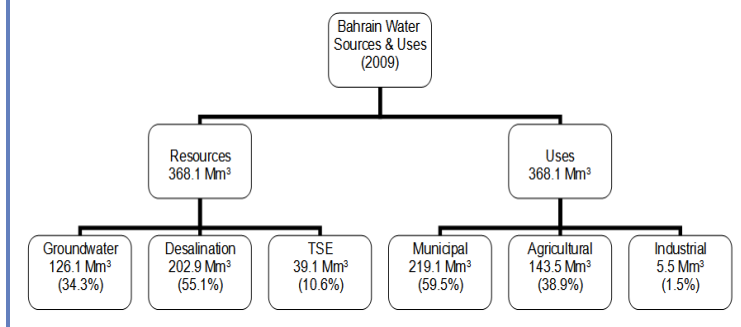 Bahrain Water
Sources & Uses
(2009)
Resources
368.1 Mm³
Uses
368.1 Mm³
Groundwater
126.1 Mm³
(34.3%)
Desalination
202.9 Mm³
(55.1%)
TSE
39.1 Mm³
(10.6%)
Municipal
219.1 Mm³
(59.5%)
Agricultural
143.5 Mm³
(38.9%)
Industrial
5.5 Mm³
(1.5%)